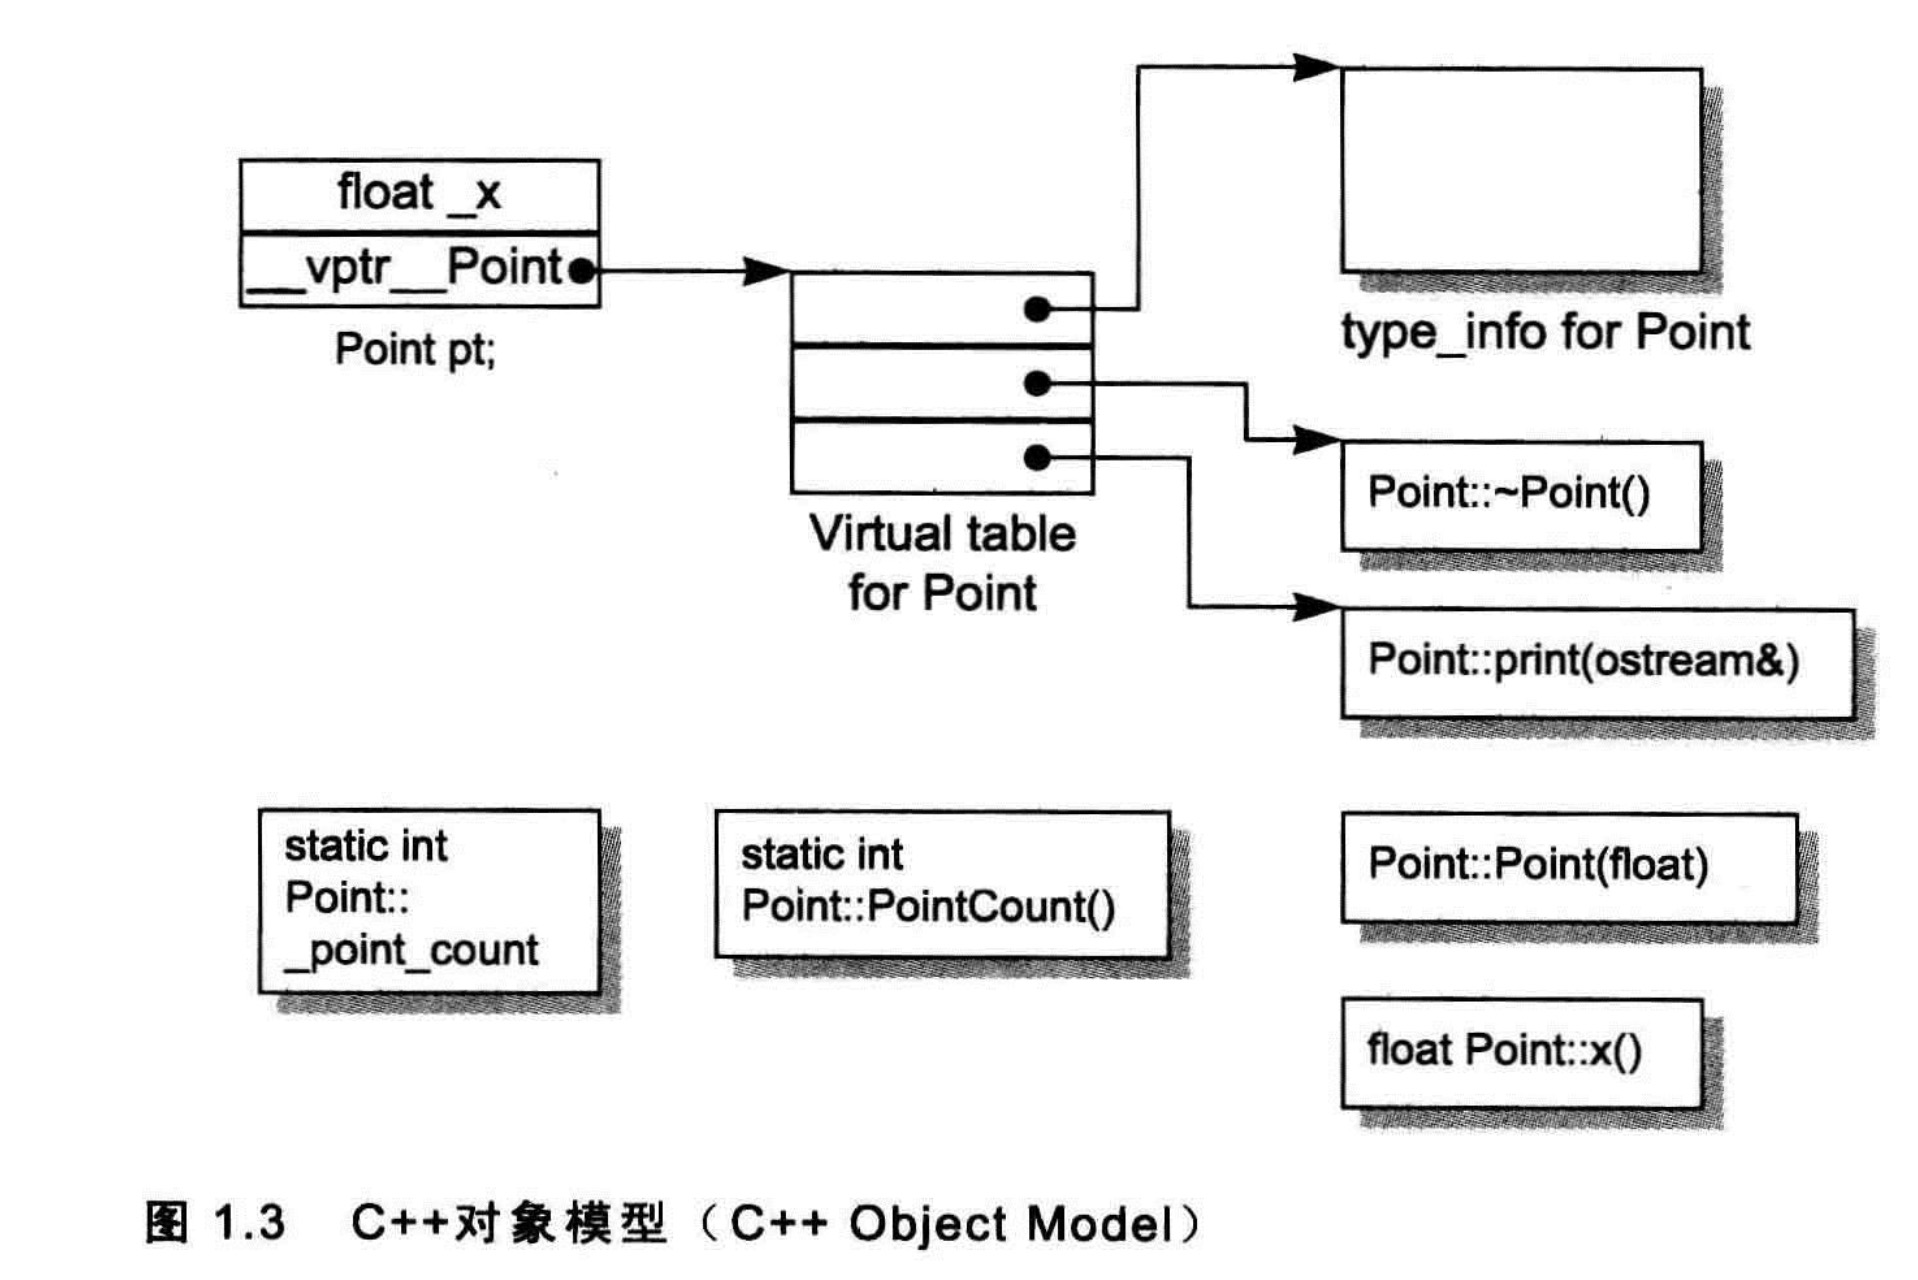 float _x
__vptr__Point
Point pt;
type_info for Point
Point::~Point()
Virtual table
for Point
Point::print(ostream&)
static int
Point::
_point_count
static int
Point::PointCount()
Point::Point(float)
float Point::x()
图 1.3 C++对象模型（C++ Object Model）